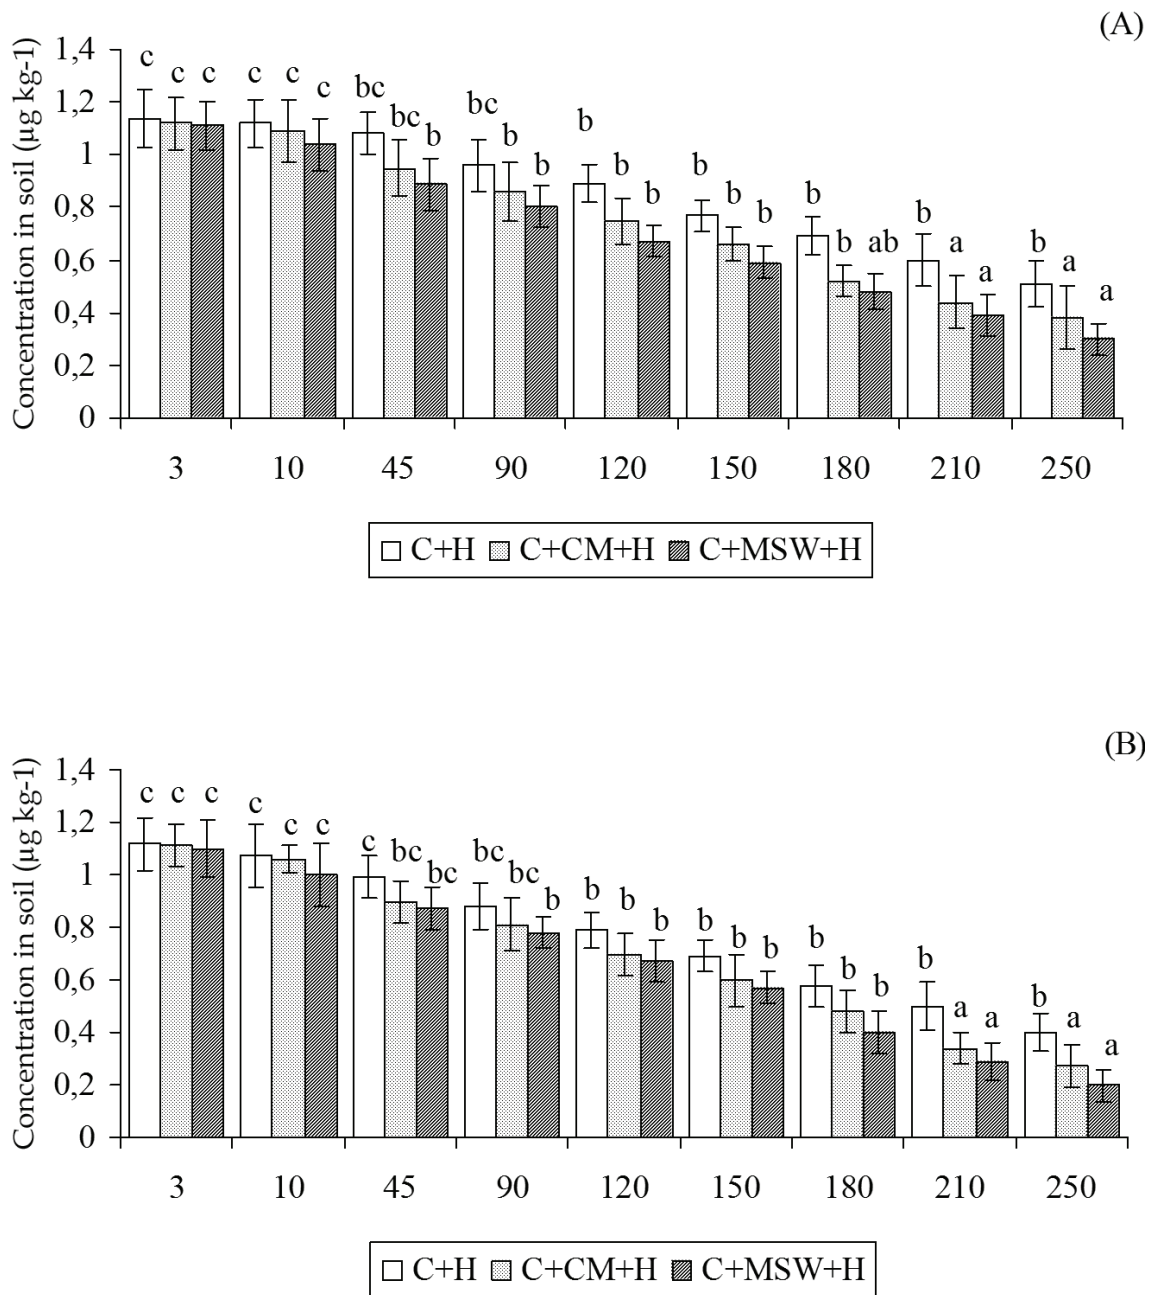 (A)
Concentration in soil (μg kg-1)
1,4
1,2
1
0,8
0,6
0,4
0,2
0
c c c c c c bc bc b bc b b b b b b b b b b ab b a a b a a
3 10 45 90 120 150 180 210 250
C+H C+CM+H C+MSW+H
(B)
Concentration in soil (μg kg-1)
1,4
1,2
1
0,8
0,6
0,4
0,2
0
c c c c c c c bc bc bc bc b b b b b b b b b b b a a b a a
3 10 45 90 120 150 180 210 250
C+H C+CM+H C+MSW+H